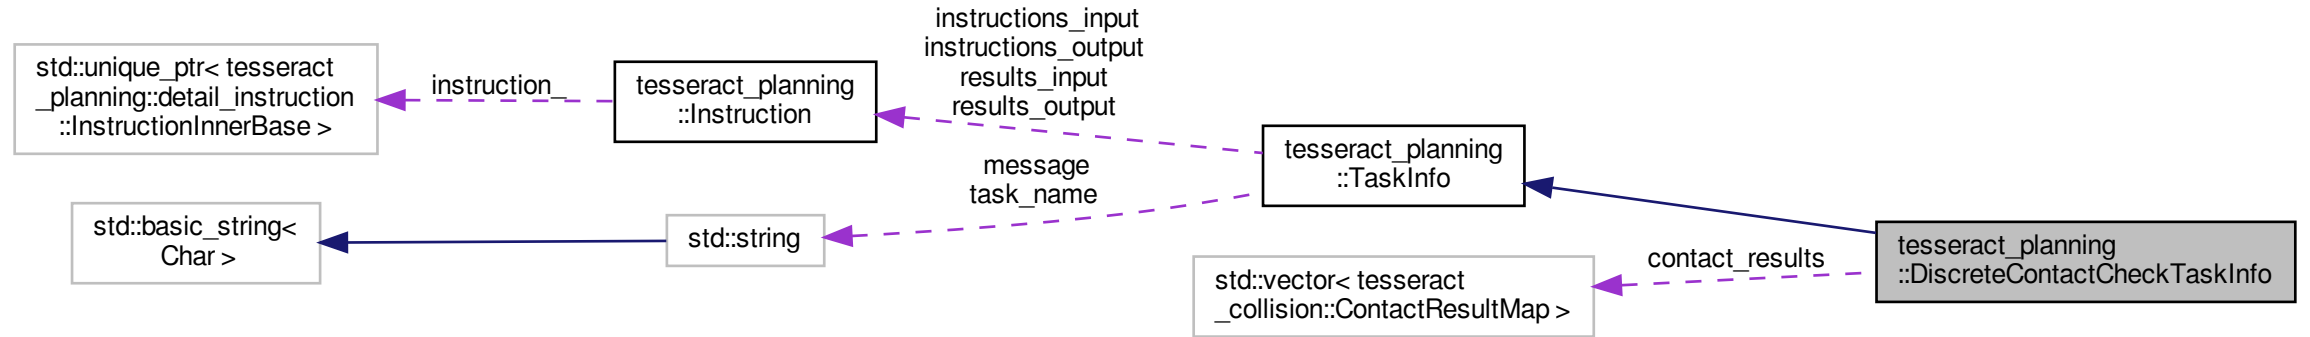 std::unique_ptr< tesseract
_planning::detail_instruction
::InstructionInnerBase >
instruction_
tesseract_planning
::Instruction
instructions_input
instructions_output
results_input
results_output
std::basic_string<
Char >
std::string
message
task_name
tesseract_planning
::TaskInfo
std::vector< tesseract
_collision::ContactResultMap >
contact_results
tesseract_planning
::DiscreteContactCheckTaskInfo